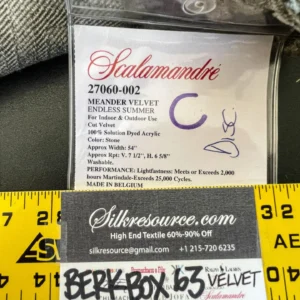 Scalamandré
27060-002
MEANDER VELVET
ENDLESS SUMMER
For Indoor & Outdoor Use
Cut Velvet
100% Solution Dyed Acrylic
Color: Stone
Approx Width: 54"
Approx Rpt: V. 7 1/2", H. 6 5/8"
Washable.
PERFORMANCE: Lightfastness: Meets or Exceeds 2,000
hours Martindale-Exceeds 25,000 Cycles.
MADE IN BELGIUM
C
Disc.
Silkresource.com
High End Textile 60%-90% Off
silkresource@gmail.com +1 215-720 6235
BERK BOX 63 VELVET